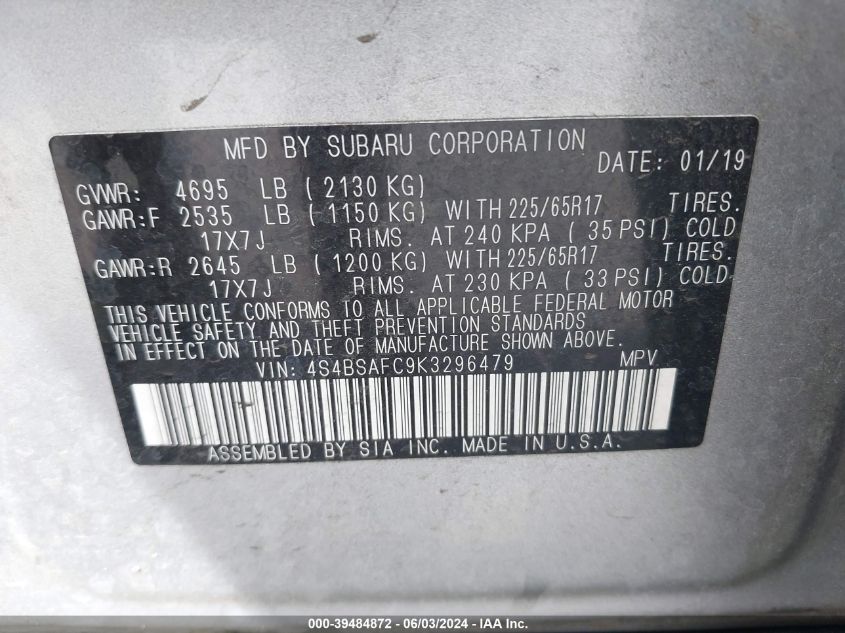 MFD BY SUBARU CORPORATION DATE: 01/19
GVWR: 4695 LB ( 2130 KG)
GAWR:F 2535 LB ( 1150 KG) WITH 225/65R17 TIRES.
17X7J RIMS. AT 240 KPA ( 35 PSI) COLD
GAWR:R 2645 LB ( 1200 KG) WITH 225/65R17 TIRES.
17X7J RIMS. AT 230 KPA ( 33 PSI) COLD
THIS VEHICLE CONFORMS TO ALL APPLICABLE FEDERAL MOTOR
VEHICLE SAFETY AND THEFT PREVENTION STANDARDS
IN EFFECT ON THE DATE OF MANUFACTURE SHOWN ABOVE.
VIN: 4S4BSAFC9K3296479 MPV
ASSEMBLED BY SIA INC. MADE IN U.S.A.
000-39484872 - 06/03/2024 - IAA Inc.